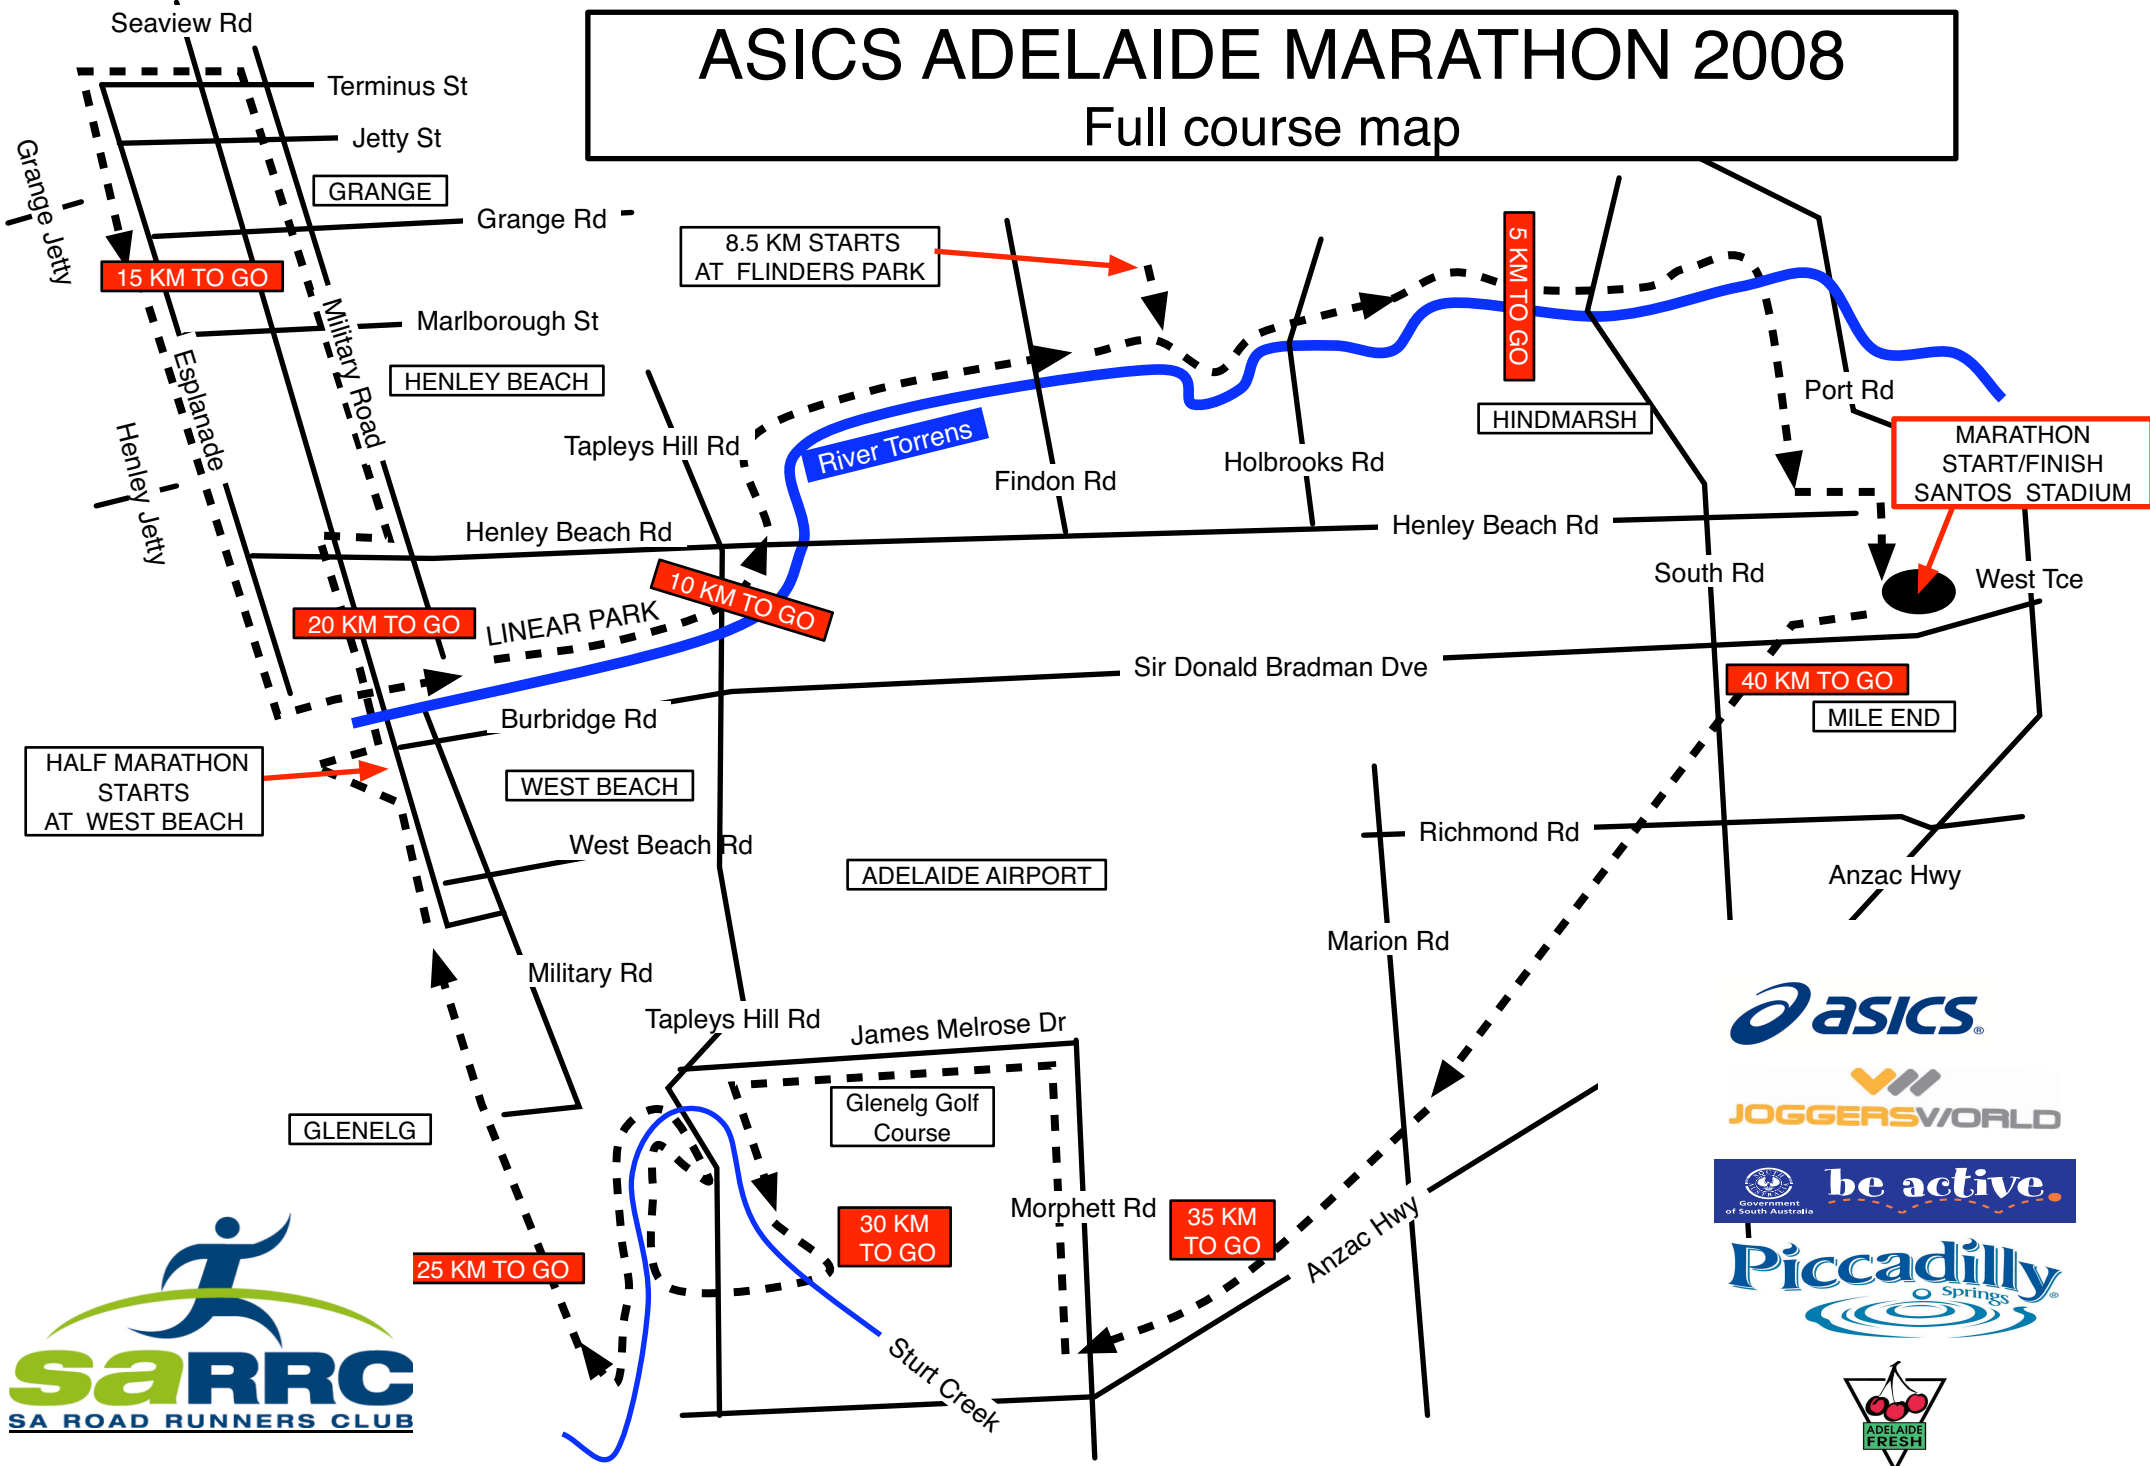 ASICS ADELAIDE MARATHON 2008
Full course map
Seaview Rd
Terminus St
Jetty St
GRANGE
Grange Rd
Grange Jetty
15 KM TO GO
Marlborough St
Military Road
Esplanade
HENLEY BEACH
Henley Jetty
8.5 KM STARTS
AT FLINDERS PARK
5 KM TO GO
Tapleys Hill Rd
River Torrens
Findon Rd
Holbrooks Rd
HINDMARSH
Port Rd
MARATHON
START/FINISH
SANTOS STADIUM
Henley Beach Rd
Henley Beach Rd
South Rd
West Tce
10 KM TO GO
20 KM TO GO
LINEAR PARK
Sir Donald Bradman Dve
40 KM TO GO
MILE END
Burbridge Rd
HALF MARATHON
STARTS
AT WEST BEACH
WEST BEACH
West Beach Rd
ADELAIDE AIRPORT
Richmond Rd
Anzac Hwy
Marion Rd
Military Rd
Tapleys Hill Rd
James Melrose Dr
GLENELG
Glenelg Golf
Course
Morphett Rd
30 KM
TO GO
35 KM
TO GO
25 KM TO GO
Anzac Hwy
Sturt Creek
asics®
JOGGERSWORLD
SOUTH AUSTRALIA
Government
of South Australia
be active.
Piccadilly
Springs®
ADELAIDE
FRESH
saRRC
SA ROAD RUNNERS CLUB